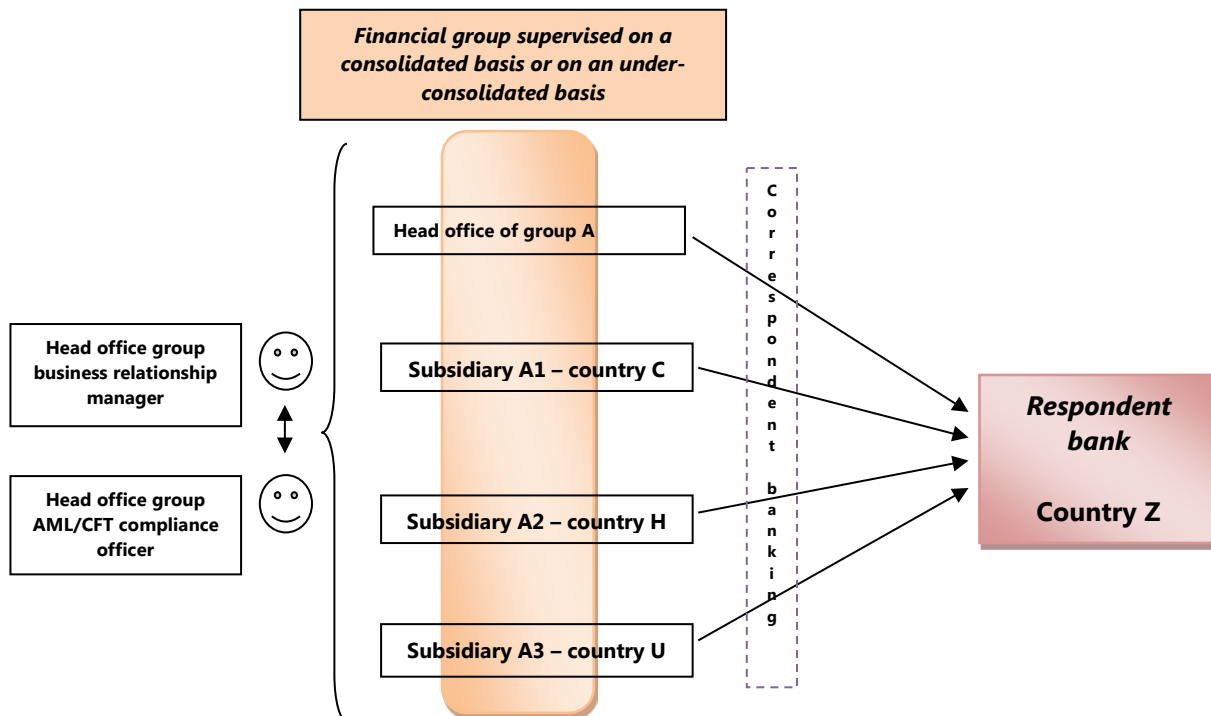 Financial group supervised on a
consolidated basis or on an under-
consolidated basis
Head office of group A
Head office group
business relationship
manager
Subsidiary A1 – country C
Correspondent banking
Respondent
bank
Country Z
Head office group
AML/CFT compliance
officer
Subsidiary A2 – country H
Subsidiary A3 – country U